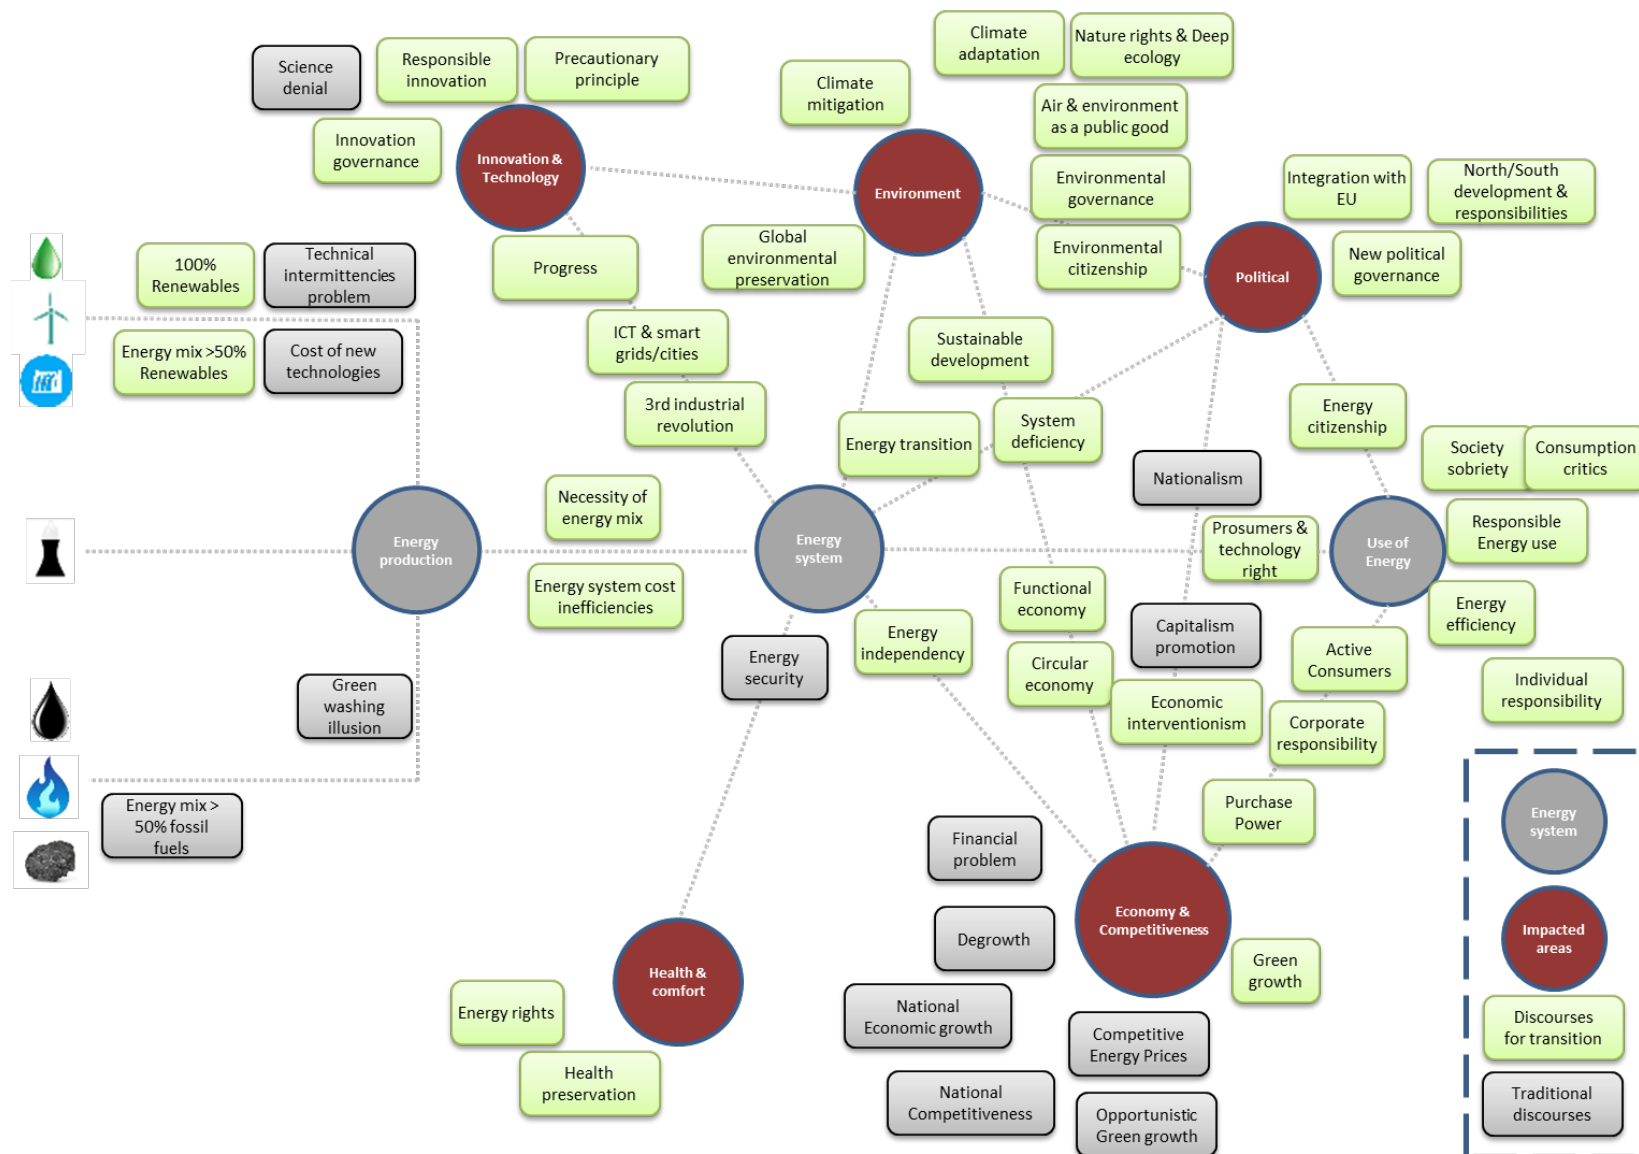 Science
denial
Responsible
innovation
Precautionary
principle
Innovation
governance
Innovation &
Technology
Progress
ICT & smart
grids/cities
3rd industrial
revolution
Climate
mitigation
Climate
adaptation
Nature rights & Deep
ecology
Air & environment
as a public good
Environment
Environmental
governance
Environmental
citizenship
Global
environmental
preservation
Integration with
EU
North/South
development &
responsibilities
New political
governance
Political
100%
Renewables
Technical
intermittencies
problem
Energy mix >50%
Renewables
Cost of new
technologies
Sustainable
development
System
deficiency
Energy transition
Energy
citizenship
Society
sobriety
Consumption
critics
Nationalism
Necessity of
energy mix
Energy
production
Energy
system
Prosumers &
technology
right
Use of
Energy
Responsible
Energy use
Energy system cost
inefficiencies
Functional
economy
Energy
efficiency
Energy
independency
Capitalism
promotion
Energy
security
Circular
economy
Active
Consumers
Individual
responsibility
Green
washing
illusion
Economic
interventionism
Corporate
responsibility
Energy mix >
50% fossil
fuels
Purchase
Power
Financial
problem
Degrowth
Economy &
Competitiveness
Green
growth
Health &
comfort
Energy rights
Health
preservation
National
Economic growth
Competitive
Energy Prices
National
Competitiveness
Opportunistic
Green growth
Energy
system
Impacted
areas
Discourses
for transition
Traditional
discourses